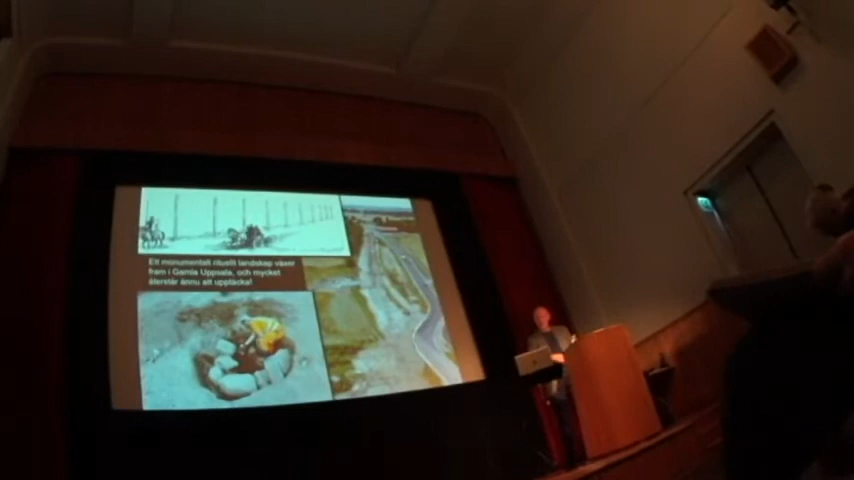 Ett monumentalt rituellt landskap växer
fram i Gamla Uppsala, och mycket
återstår ännu att upptäcka!